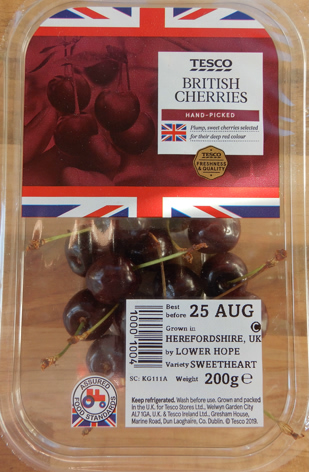 TESCO
BRITISH
CHERRIES
HAND-PICKED
Plump, sweet cherries selected
for their deep red colour
TESCO
FRESHNESS
& QUALITY
Best
before 25 AUG
Grown in
HEREFORDSHIRE, UK
by LOWER HOPE
Variety SWEETHEART
1000 1004
SC: KG111A Weight 200g e
C
ASSURED
FOOD STANDARDS
Keep refrigerated. Wash before use. Grown and packed
in the U.K. for Tesco Stores Ltd., Welwyn Garden City
AL7 1GA, U.K. & Tesco Ireland Ltd., Gresham House,
Marine Road, Dun Laoghaire, Co. Dublin. © Tesco 2019.